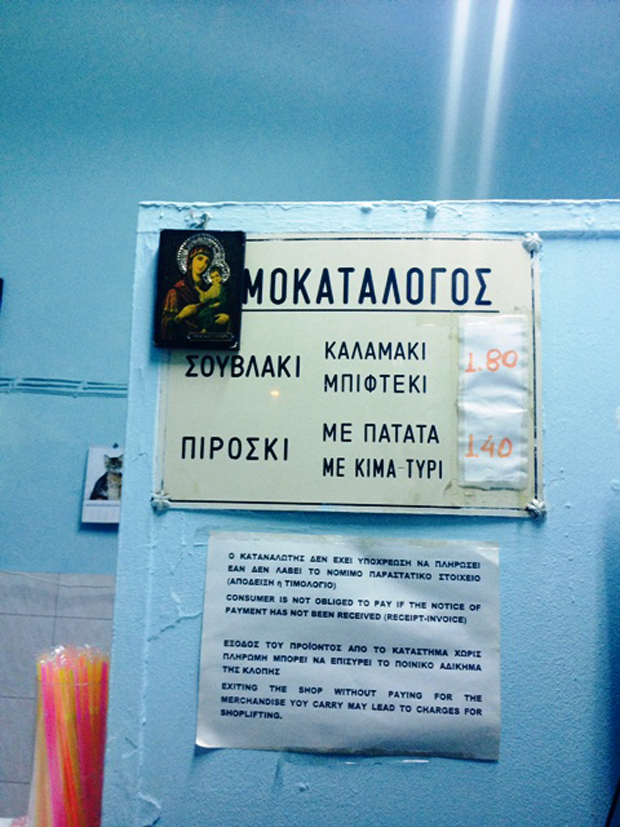 ΜΟΚΑΤΑΛΟΓΟΣ
ΣΟΥΒΛΑΚΙ
ΚΑΛΑΜΑΚΙ
ΜΠΙΦΤΕΚΙ
1.80
ΠΙΡΟΣΚΙ
ΜΕ ΠΑΤΑΤΑ
ΜΕ ΚΙΜΑ-ΤΥΡΙ
1.40
Ο ΚΑΤΑΝΑΛΩΤΗΣ ΔΕΝ ΕΧΕΙ ΥΠΟΧΡΕΩΣΗ ΝΑ ΠΛΗΡΩΣΕΙ
ΕΑΝ ΔΕΝ ΛΑΒΕΙ ΤΟ ΝΟΜΙΜΟ ΠΑΡΑΣΤΑΤΙΚΟ ΣΤΟΙΧΕΙΟ
(ΑΠΟΔΕΙΞΗ ή ΤΙΜΟΛΟΓΙΟ)
CONSUMER IS NOT OBLIGED TO PAY IF THE NOTICE OF
PAYMENT HAS NOT BEEN RECEIVED (RECEIPT-INVOICE)
ΕΞΟΔΟΣ ΤΟΥ ΠΡΟΪΟΝΤΟΣ ΑΠΟ ΤΟ ΚΑΤΑΣΤΗΜΑ ΧΩΡΙΣ
ΠΛΗΡΩΜΗ ΜΠΟΡΕΙ ΝΑ ΕΠΙΣΥΡΕΙ ΤΟ ΠΟΙΝΙΚΟ ΑΔΙΚΗΜΑ
ΤΗΣ ΚΛΟΠΗΣ
EXITING THE SHOP WITHOUT PAYING FOR THE
MERCHANDISE YOU CARRY MAY LEAD TO CHARGES FOR
SHOPLIFTING.